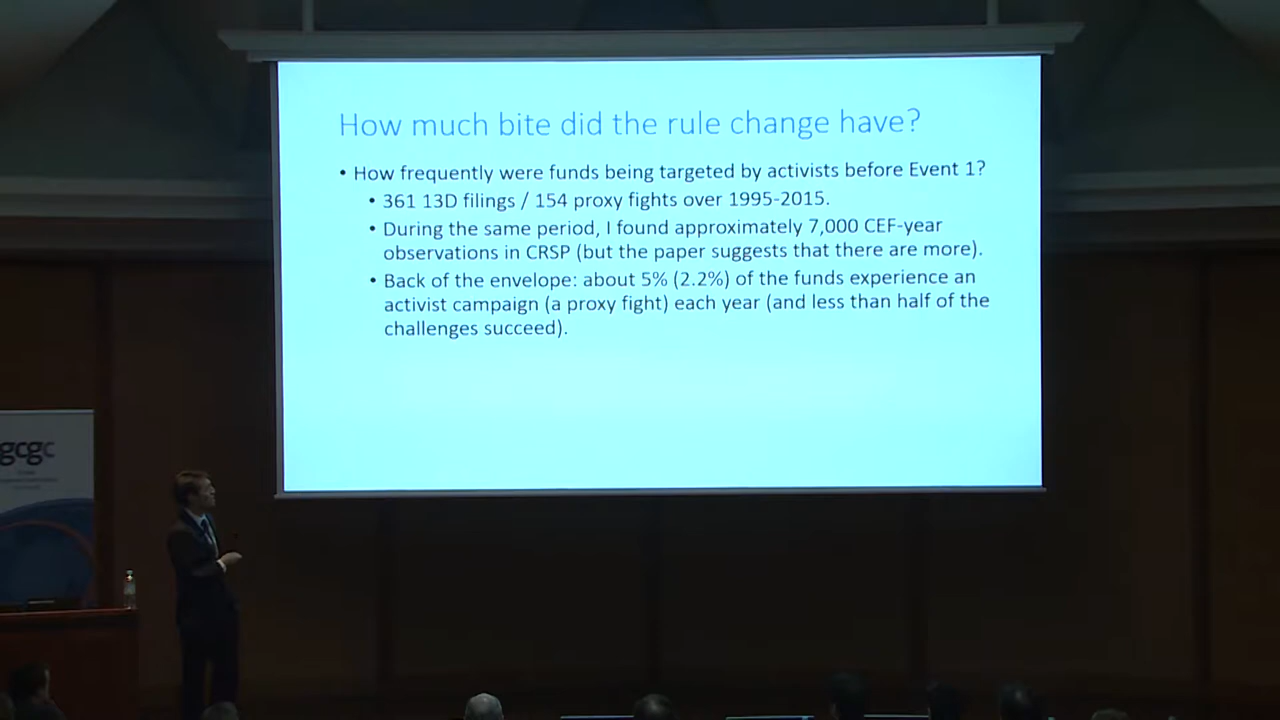 How much bite did the rule change have?
• How frequently were funds being targeted by activists before Event 1?
• 361 13D filings / 154 proxy fights over 1995-2015.
• During the same period, I found approximately 7,000 CEF-year
observations in CRSP (but the paper suggests that there are more).
• Back of the envelope: about 5% (2.2%) of the funds experience an
activist campaign (a proxy fight) each year (and less than half of the
challenges succeed).
gcgc